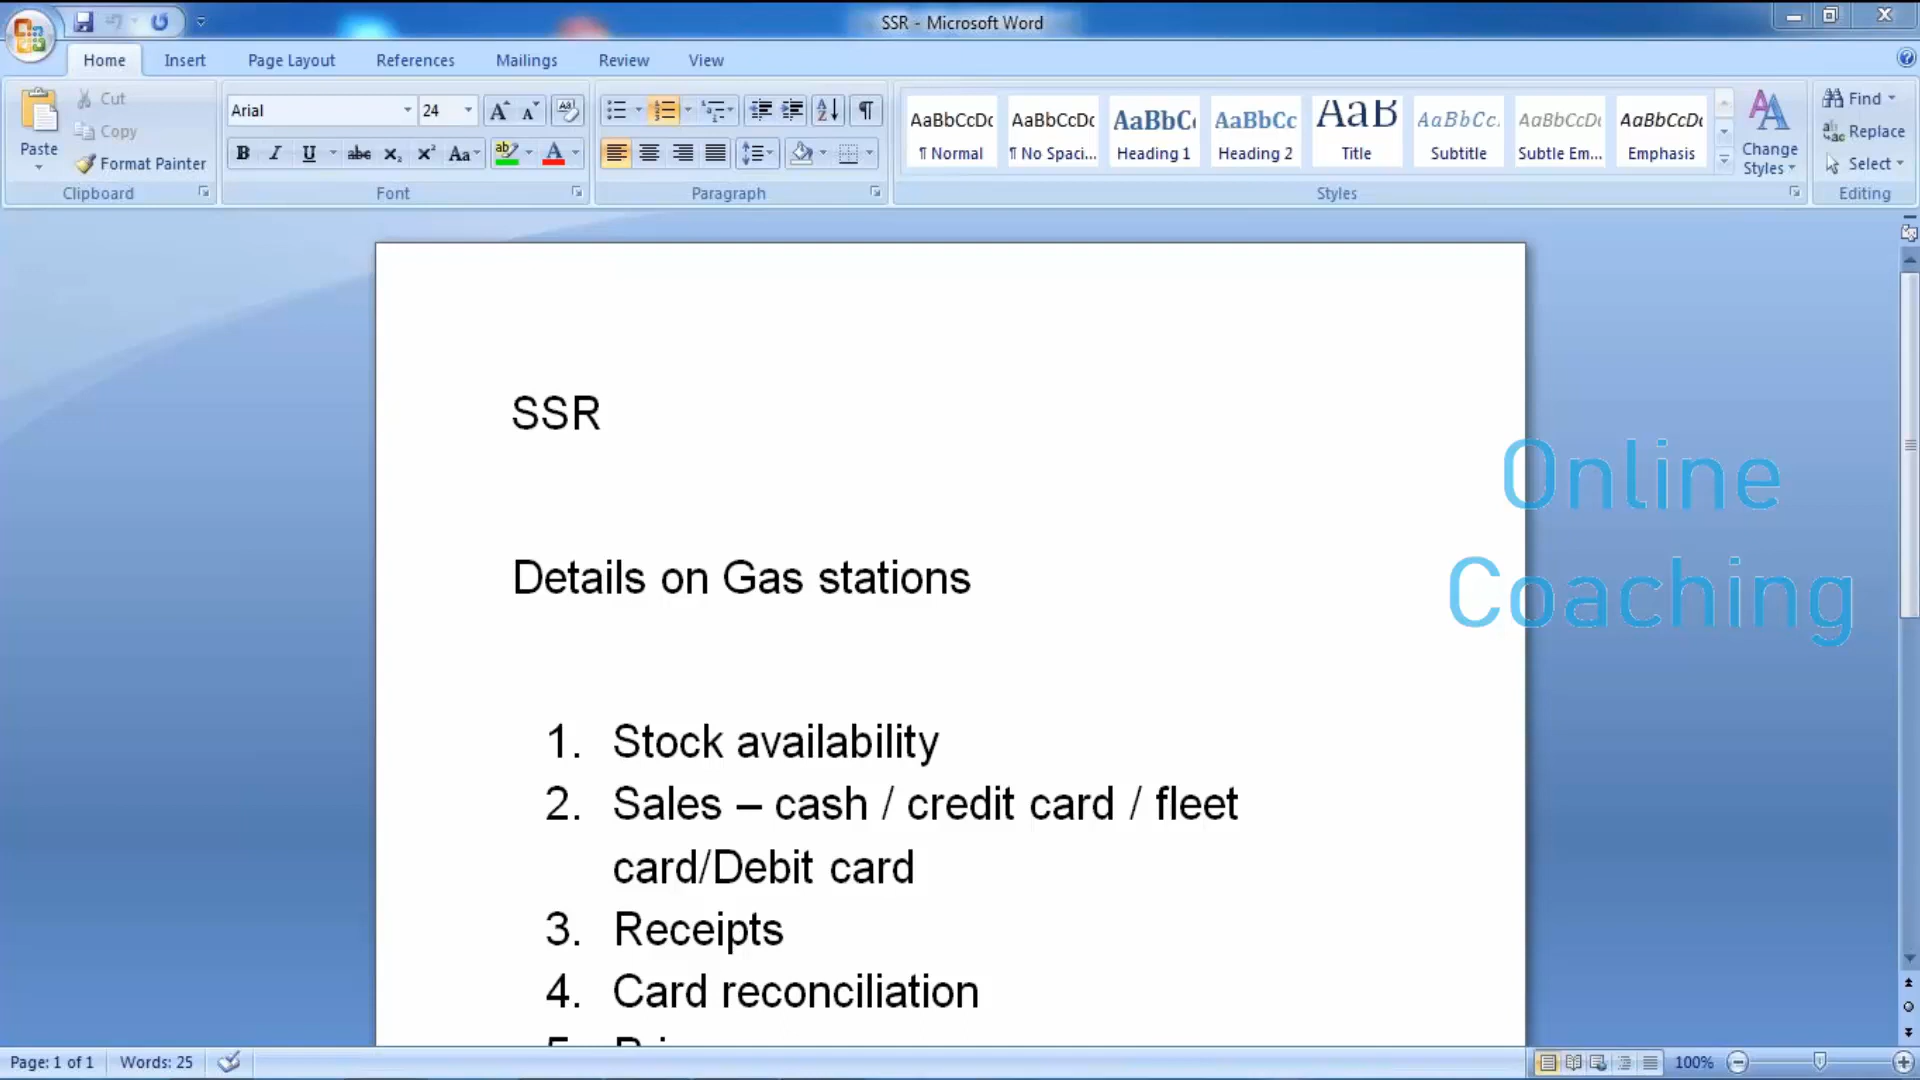 SSR - Microsoft Word
Home Insert Page Layout References Mailings Review View
Paste
Cut
Copy
Format Painter
Clipboard
Arial 24
Font
Paragraph
AaBbCcDc AaBbCcDc AaBbC AaBbCc AaB AaBbCc. AaBbCcDc AaBbCcDc
¶ Normal ¶ No Spaci... Heading 1 Heading 2 Title Subtitle Subtle Em... Emphasis
Styles
Change
Styles
Find
Replace
Select
Editing
SSR
Details on Gas stations
1. Stock availability
2. Sales – cash / credit card / fleet
card/Debit card
3. Receipts
4. Card reconciliation
Online
Coaching
Page: 1 of 1 Words: 25 100%